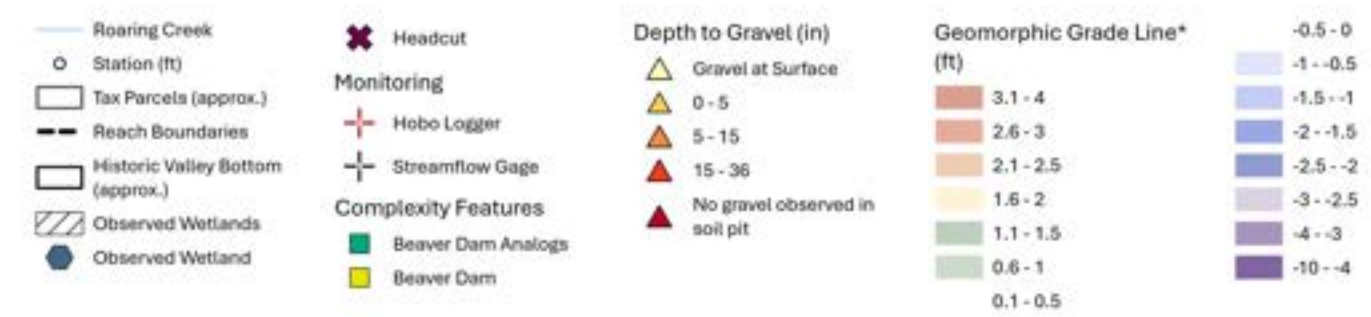 Roaring Creek
Station (ft)
Tax Parcels (approx.)
Reach Boundaries
Historic Valley Bottom
(approx.)
Observed Wetlands
Observed Wetland
Headcut
Monitoring
Hobo Logger
Streamflow Gage
Complexity Features
Beaver Dam Analogs
Beaver Dam
Depth to Gravel (in)
Gravel at Surface
0 - 5
5 - 15
15 - 36
No gravel observed in
soil pit
Geomorphic Grade Line*
(ft)
3.1 - 4
2.6 - 3
2.1 - 2.5
1.6 - 2
1.1 - 1.5
0.6 - 1
0.1 - 0.5
-0.5 - 0
-1 - -0.5
-1.5 - -1
-2 - -1.5
-2.5 - -2
-3 - -2.5
-4 - -3
-10 - -4